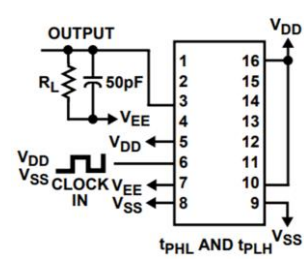 OUTPUT
RL
50pF
VEE
VDD
VDD
VSS
CLOCK
IN
VEE
VSS
1
2
3
4
5
6
7
8
16
15
14
13
12
11
10
9
VDD
VSS
tPHL AND tPLH